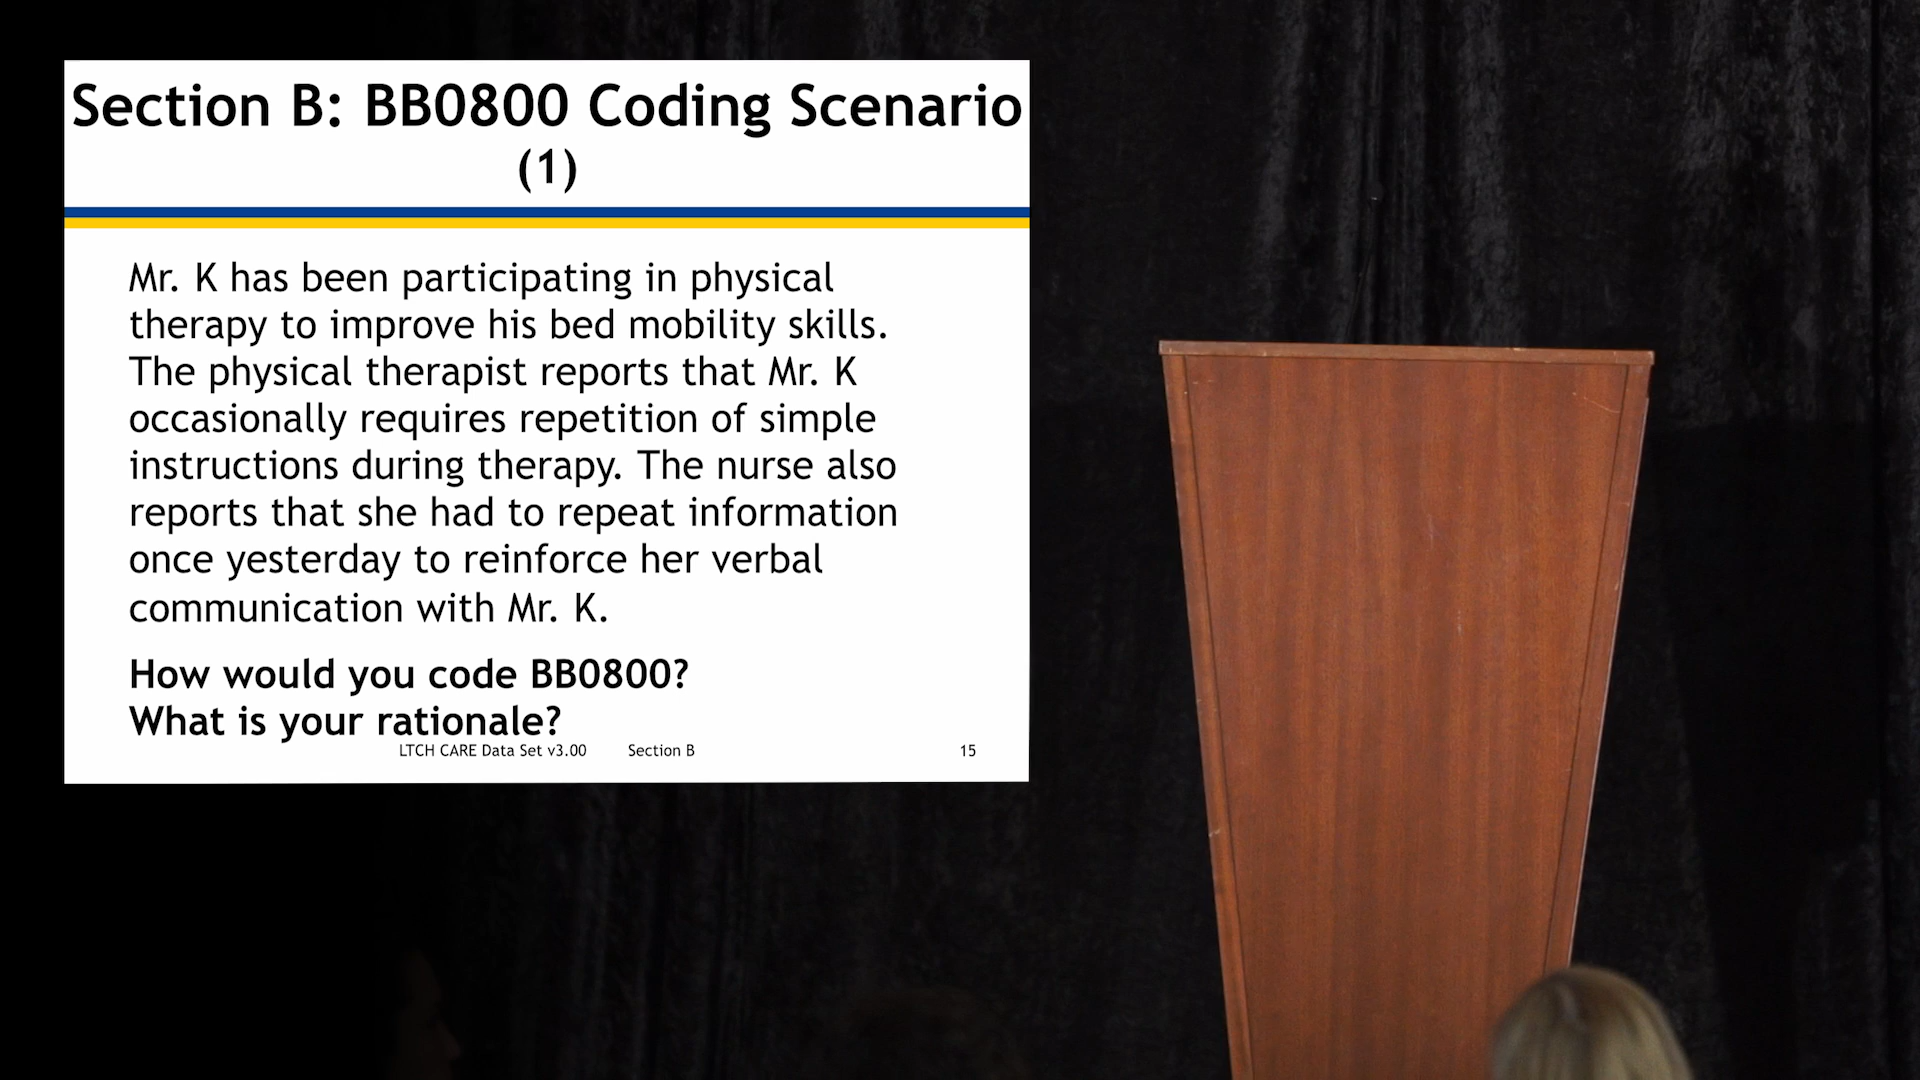 Section B: BB0800 Coding Scenario
(1)
Mr. K has been participating in physical
therapy to improve his bed mobility skills.
The physical therapist reports that Mr. K
occasionally requires repetition of simple
instructions during therapy. The nurse also
reports that she had to repeat information
once yesterday to reinforce her verbal
communication with Mr. K.
How would you code BB0800?
What is your rationale?
LTCH CARE Data Set v3.00 Section B 15